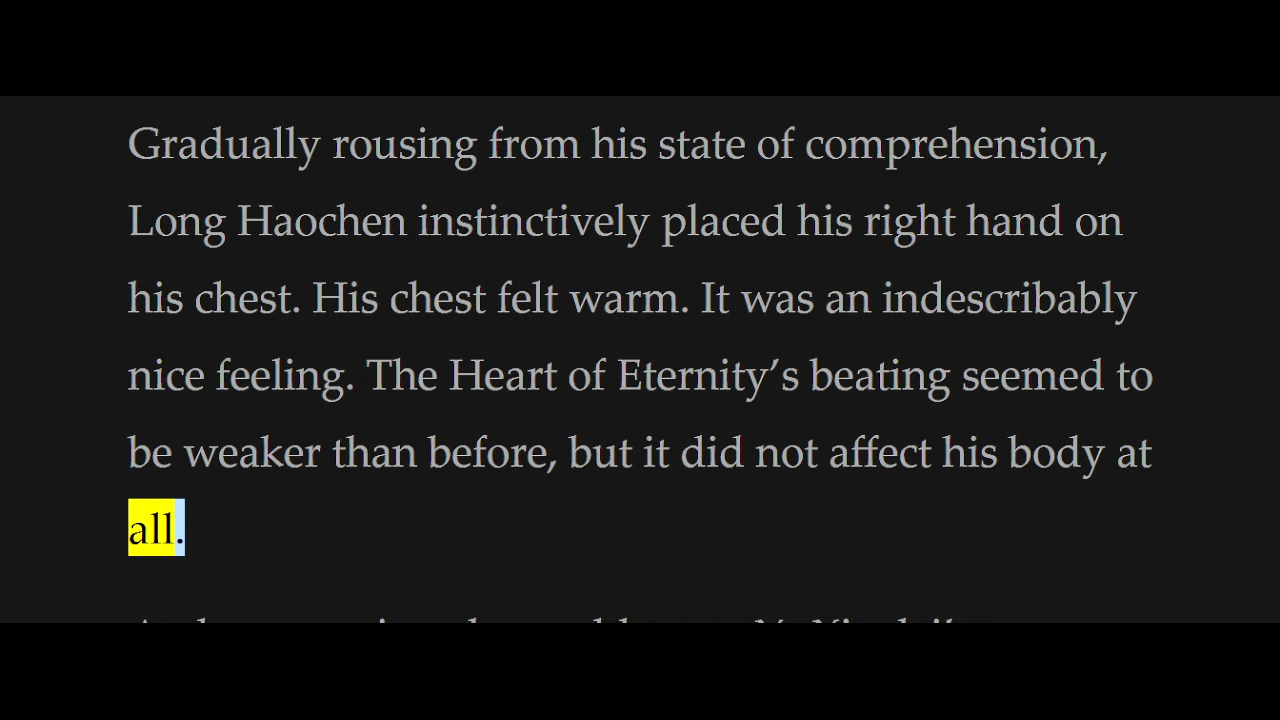 Gradually rousing from his state of comprehension,
Long Haochen instinctively placed his right hand on
his chest. His chest felt warm. It was an indescribably
nice feeling. The Heart of Eternity’s beating seemed to
be weaker than before, but it did not affect his body at
all.